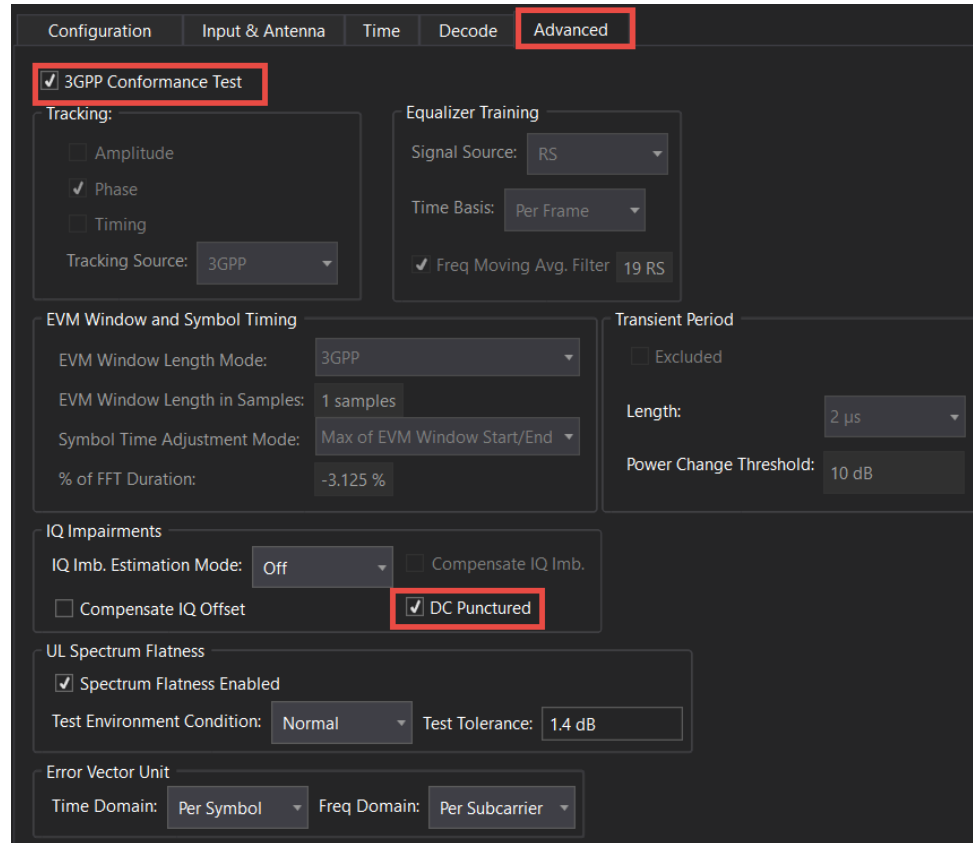 Configuration Input & Antenna Time Decode Advanced
3GPP Conformance Test
Tracking:
Amplitude
Phase
Timing
Tracking Source: 3GPP
Equalizer Training
Signal Source: RS
Time Basis: Per Frame
Freq Moving Avg. Filter 19 RS
EVM Window and Symbol Timing
EVM Window Length Mode: 3GPP
EVM Window Length in Samples: 1 samples
Symbol Time Adjustment Mode: Max of EVM Window Start/End
% of FFT Duration: -3.125 %
Transient Period
Excluded
Length: 2 µs
Power Change Threshold: 10 dB
IQ Impairments
IQ Imb. Estimation Mode: Off Compensate IQ Imb.
Compensate IQ Offset DC Punctured
UL Spectrum Flatness
Spectrum Flatness Enabled
Test Environment Condition: Normal Test Tolerance: 1.4 dB
Error Vector Unit
Time Domain: Per Symbol Freq Domain: Per Subcarrier